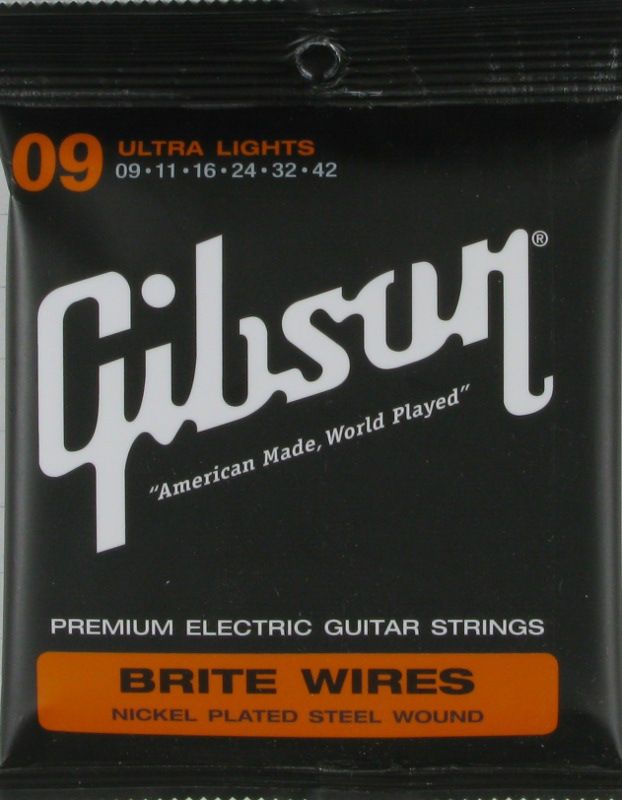 09 ULTRA LIGHTS
09•11•16•24•32•42
Gibson®
"American Made, World Played"
PREMIUM ELECTRIC GUITAR STRINGS
BRITE WIRES
NICKEL PLATED STEEL WOUND